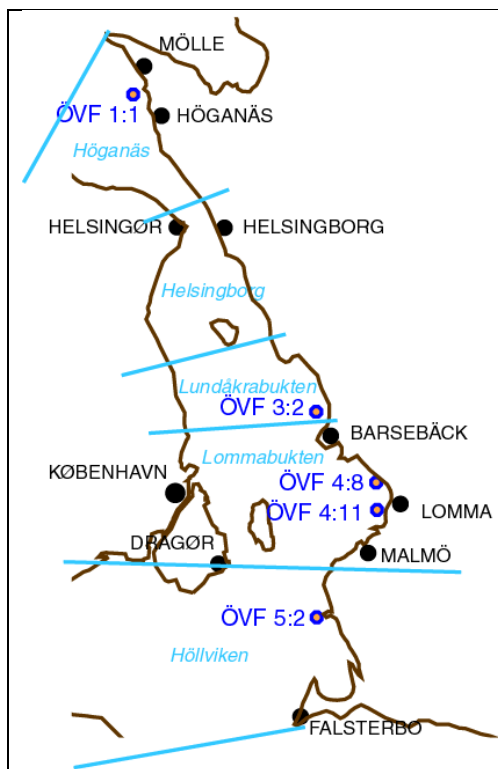 MÖLLE
ÖVF 1:1
HÖGANÄS
Höganäs
HELSINGØR
HELSINGBORG
Helsingborg
Lundåkrabukten
ÖVF 3:2
BARSEBÄCK
Lommabukten
KØBENHAVN
ÖVF 4:8
ÖVF 4:11
LOMMA
DRAGØR
MALMÖ
ÖVF 5:2
Höllviken
FALSTERBO